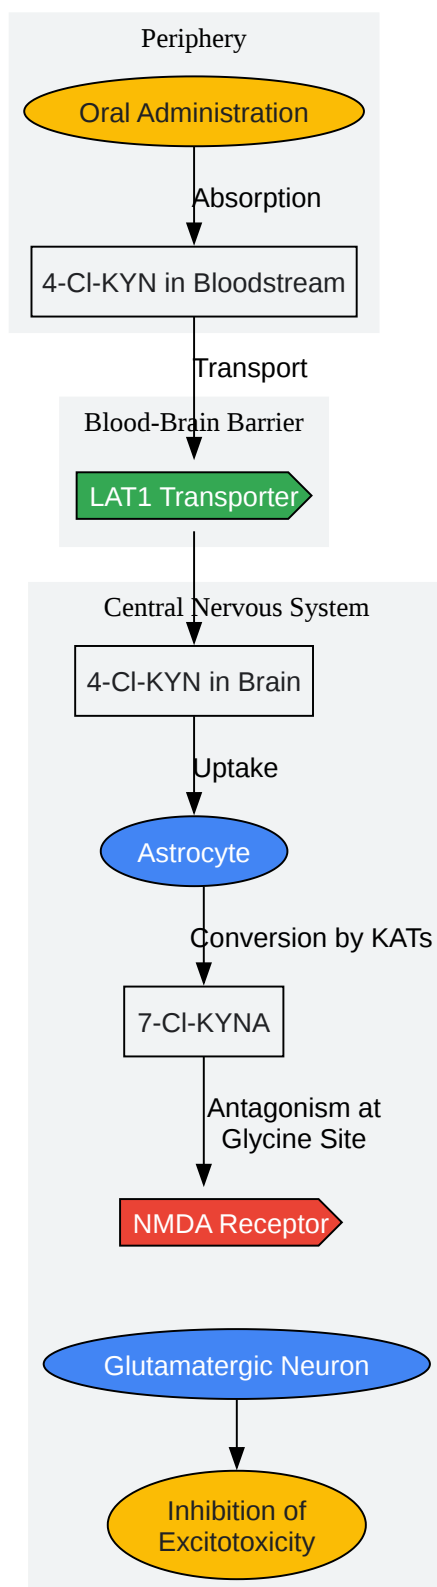 Periphery
Oral Administration
Absorption
4-Cl-KYN in Bloodstream
Transport
Blood-Brain Barrier
LAT1 Transporter
Central Nervous System
4-Cl-KYN in Brain
Uptake
Astrocyte
Conversion by KATs
7-Cl-KYNA
Antagonism at
Glycine Site
NMDA Receptor
Glutamatergic Neuron
Inhibition of
Excitotoxicity